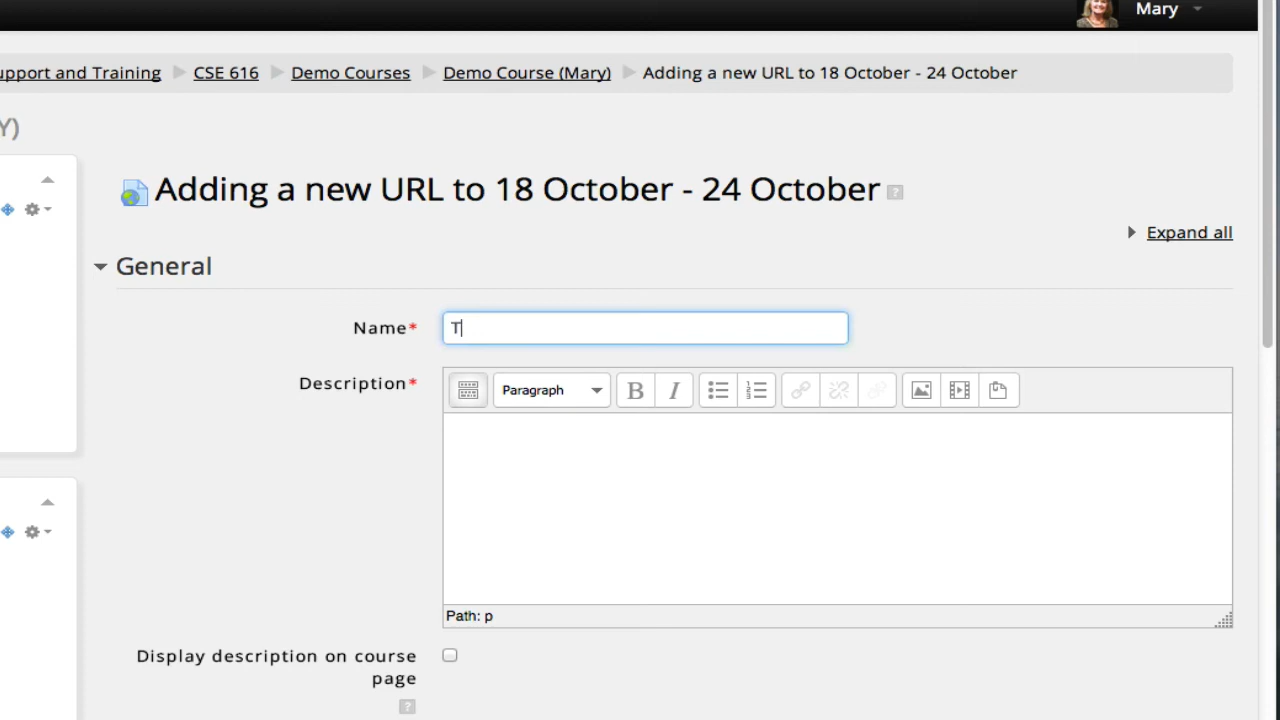 Mary
upport and Training CSE 616 Demo Courses Demo Course (Mary) Adding a new URL to 18 October - 24 October
Y)
Adding a new URL to 18 October - 24 October ?
Expand all
General
Name* T
Description* Paragraph B I
Path: p
Display description on course
page
?